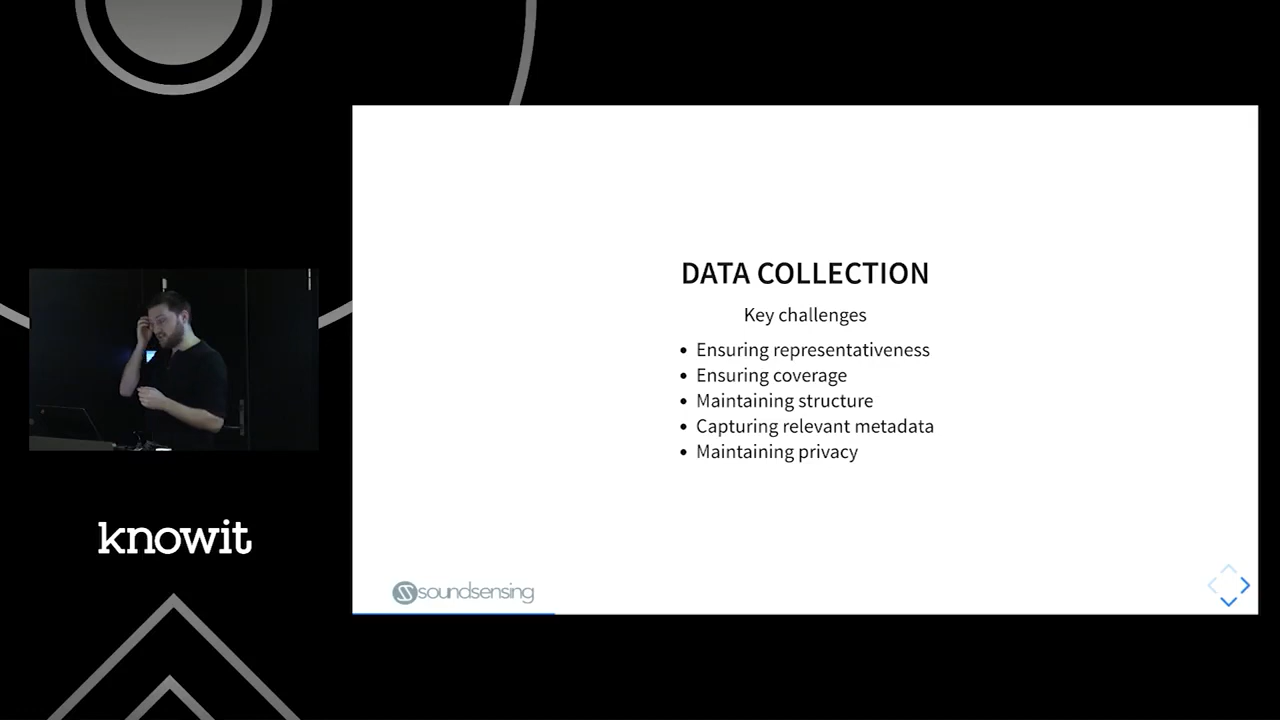 DATA COLLECTION
Key challenges
• Ensuring representativeness
• Ensuring coverage
• Maintaining structure
• Capturing relevant metadata
• Maintaining privacy
knowit
soundsensing